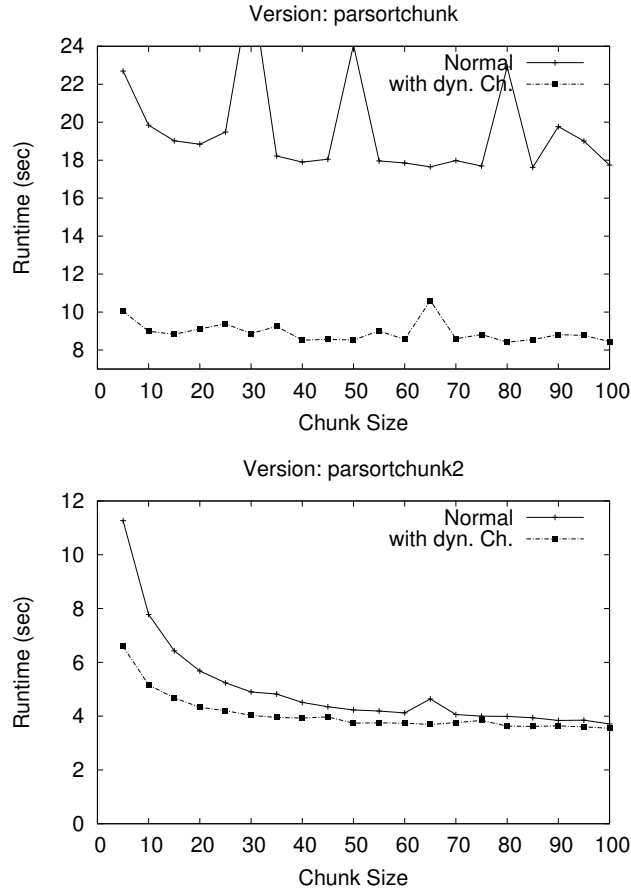 Version: parsortchunk
24
22
20
18
16
14
12
10
8
Runtime (sec)
Normal
with dyn. Ch.
0 10 20 30 40 50 60 70 80 90 100
Chunk Size
Version: parsortchunk2
12
10
8
6
4
2
0
Runtime (sec)
Normal
with dyn. Ch.
0 10 20 30 40 50 60 70 80 90 100
Chunk Size